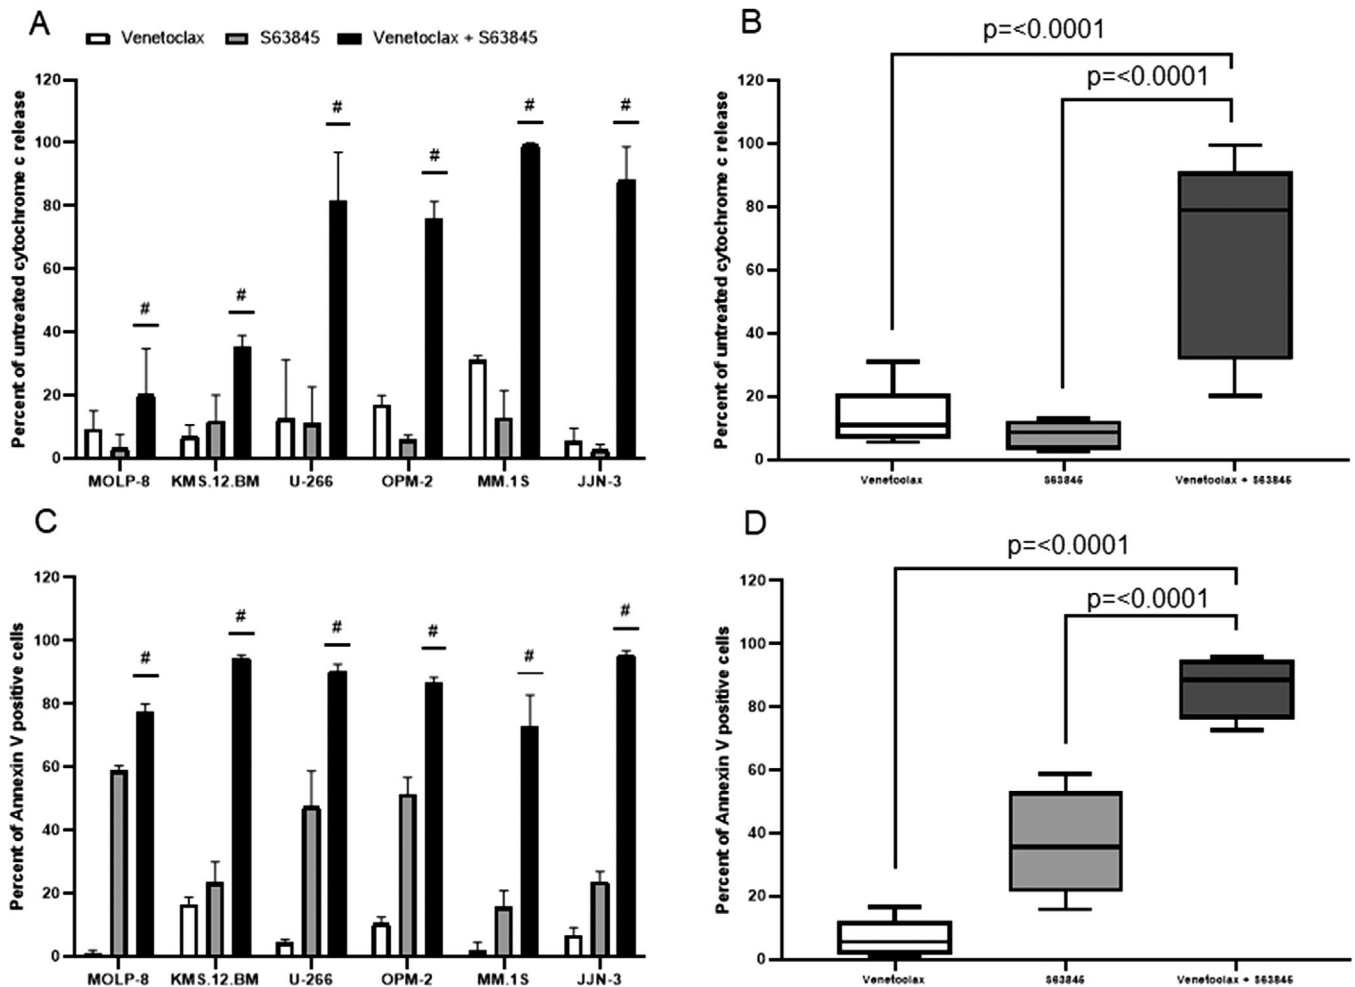 A
Venetoclax S63845 Venetoclax + S63845
Percent of untreated cytochrome c release
120
100
80
60
40
20
0
# # # # # #
MOLP-8 KMS.12.BM U-266 OPM-2 MM.1S JJN-3
B
p=<0.0001
p=<0.0001
Percent of untreated cytochrome c release
120
100
80
60
40
20
0
Venetoclax S63845 Venetoclax + S63845
C
Percent of Annexin V positive cells
120
100
80
60
40
20
0
# # # # # #
MOLP-8 KMS.12.BM U-266 OPM-2 MM.1S JJN-3
D
p=<0.0001
p=<0.0001
Percent of Annexin V positive cells
120
100
80
60
40
20
0
Venetoclax S63845 Venetoclax + S63845